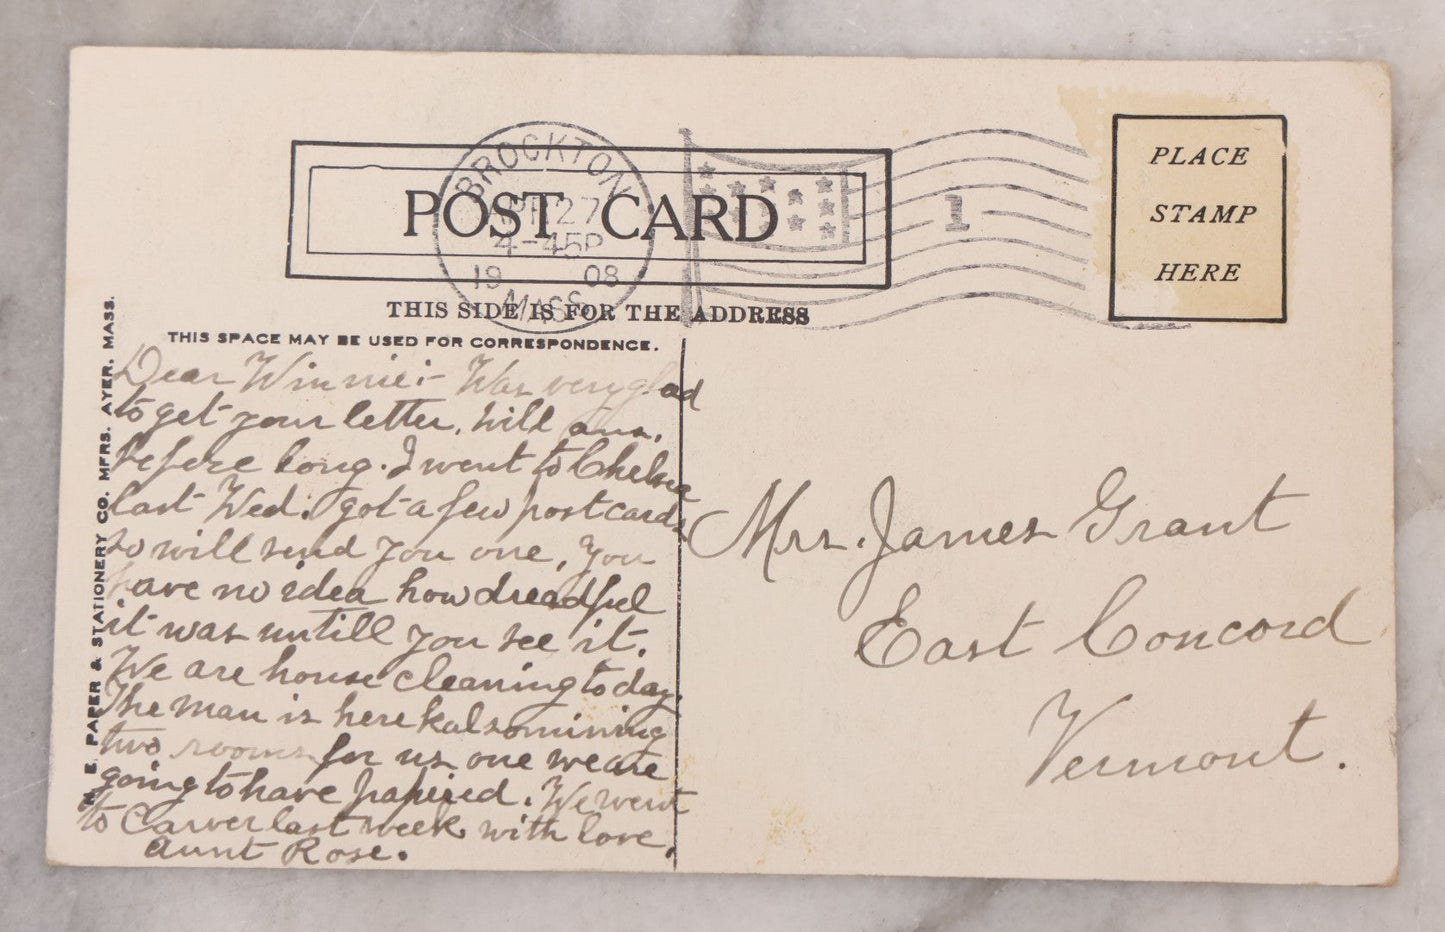 BROCKTON
APR 27
4-45P
19 08
MASS.
1
POST CARD
THIS SIDE IS FOR THE ADDRESS
PLACE
STAMP
HERE
THIS SPACE MAY BE USED FOR CORRESPONDENCE.
N. E. PAPER & STATIONERY CO. MFRS. AYER. MASS.
Dear Winnie:- Was very glad
to get your letter, will ans.
before long. I went to Chelsea
last Wed. got a few post cards
so will send you one, you
have no idea how dreadful
it was untill you see it.
We are house cleaning today.
The man is here kalsomining
two rooms for us one we are
going to have papered. We went
to Carver last week with love,
Aunt Rose.
Mrs. James Grant
East Concord
Vermont.